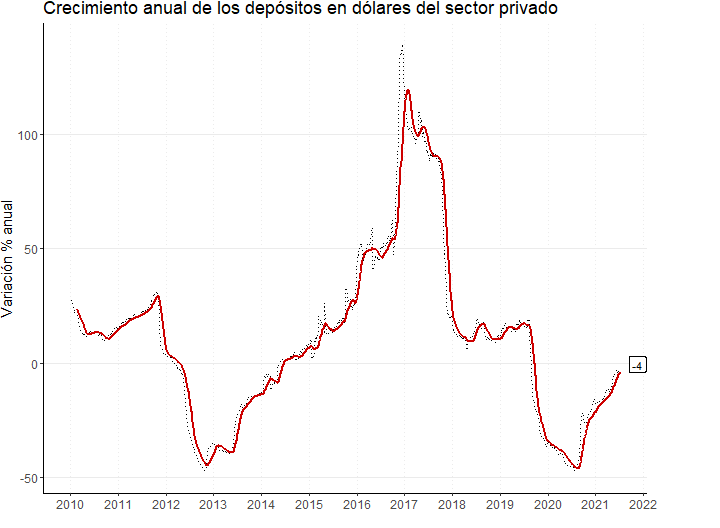 Crecimiento anual de los depósitos en dólares del sector privado
Variación % anual
100
50
0
-50
-4
2010 2011 2012 2013 2014 2015 2016 2017 2018 2019 2020 2021 2022